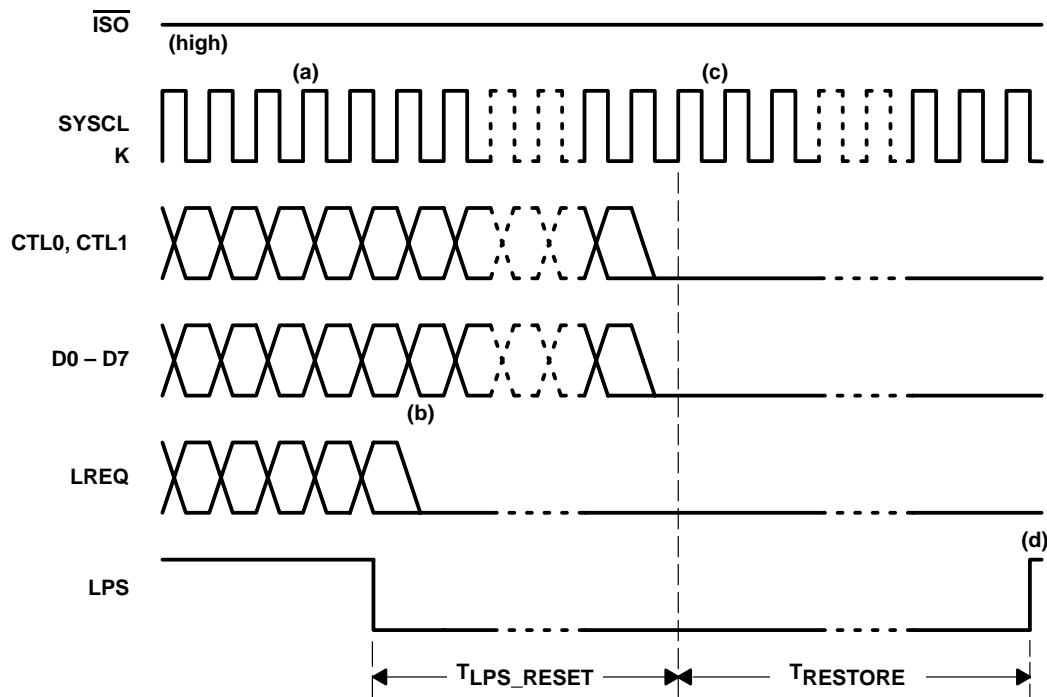 ISO
(high)
(a)
(c)
SYSCL
K
CTL0, CTL1
D0 – D7
(b)
LREQ
(d)
LPS
TLPS_RESET
TRESTORE